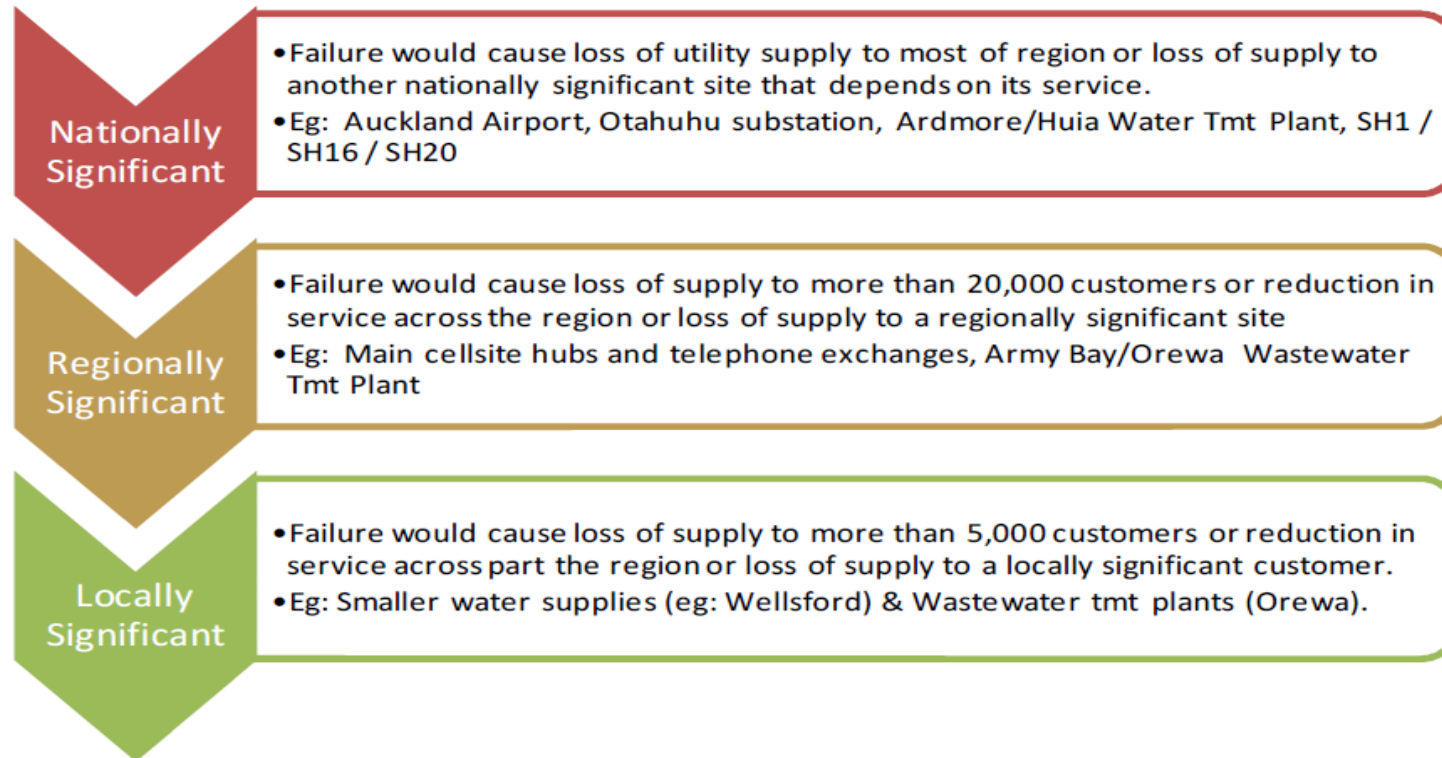 Nationally
Significant
•Failure would cause loss of utility supply to most of region or loss of supply to
another nationally significant site that depends on its service.
•Eg: Auckland Airport, Otahuhu substation, Ardmore/Huia Water Tmt Plant, SH1 /
SH16 / SH20
Regionally
Significant
•Failure would cause loss of supply to more than 20,000 customers or reduction in
service across the region or loss of supply to a regionally significant site
•Eg: Main cellsite hubs and telephone exchanges, Army Bay/Orewa Wastewater
Tmt Plant
Locally
Significant
•Failure would cause loss of supply to more than 5,000 customers or reduction in
service across part the region or loss of supply to a locally significant customer.
•Eg: Smaller water supplies (eg: Wellsford) & Wastewater tmt plants (Orewa).